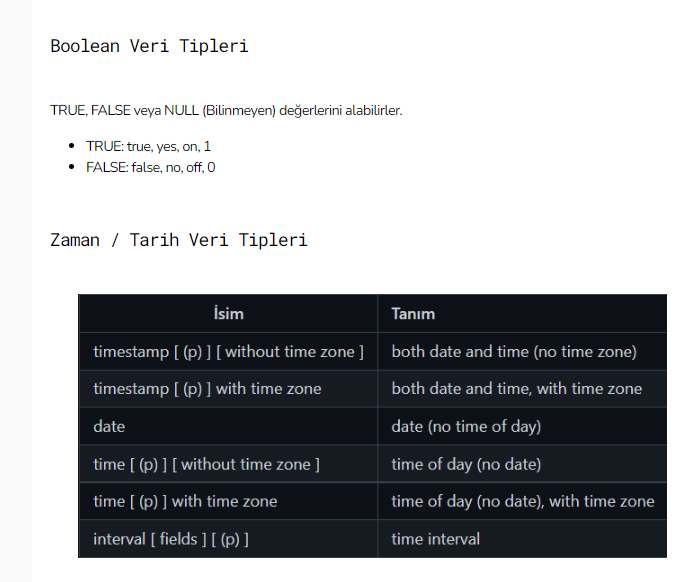 Boolean Veri Tipleri
TRUE, FALSE veya NULL (Bilinmeyen) değerlerini alabilirler.
• TRUE: true, yes, on, 1
• FALSE: false, no, off, 0
Zaman / Tarih Veri Tipleri
İsim Tanım
timestamp [ (p) ] [ without time zone ] both date and time (no time zone)
timestamp [ (p) ] with time zone both date and time, with time zone
date date (no time of day)
time [ (p) ] [ without time zone ] time of day (no date)
time [ (p) ] with time zone time of day (no date), with time zone
interval [ fields ] [ (p) ] time interval